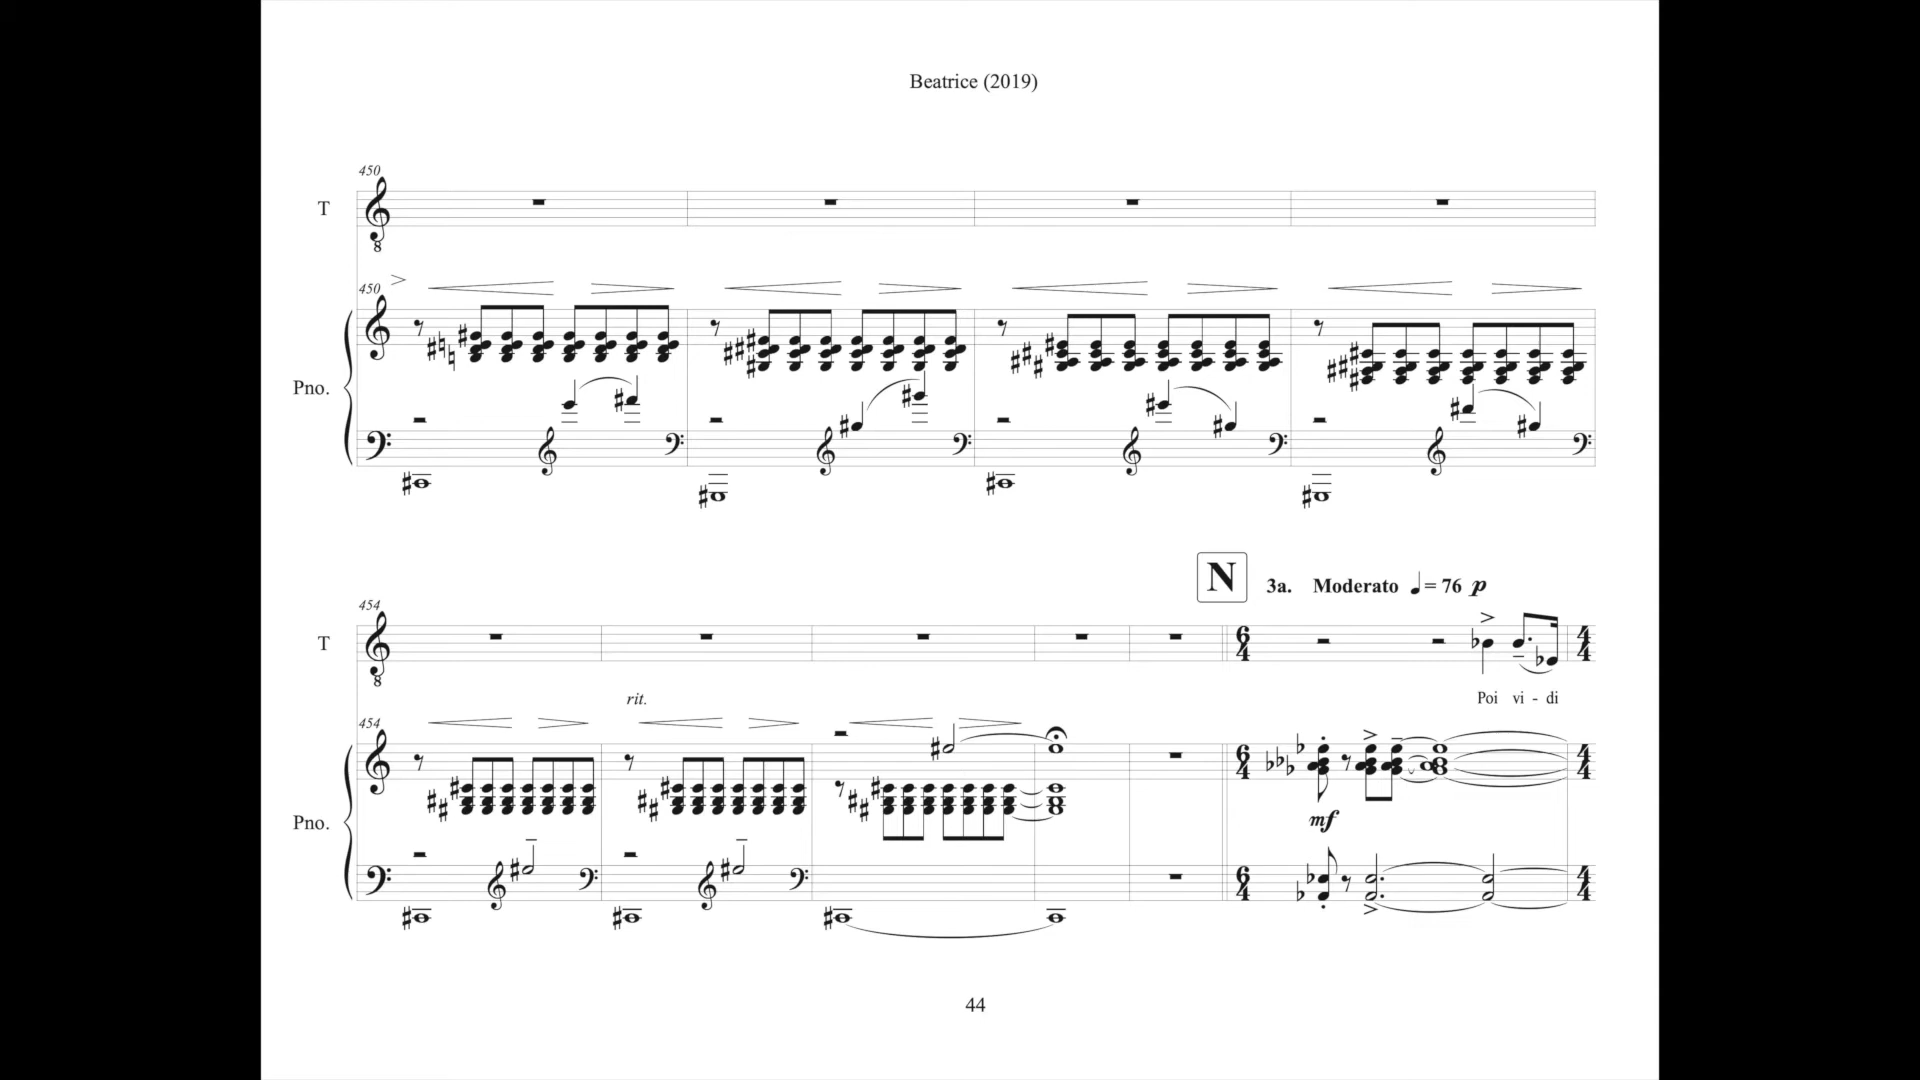 Beatrice (2019)
450
T
450
Pno.
N 3a. Moderato ♩= 76 p
454
T
Poi vi - di
rit.
454
Pno.
mf
44